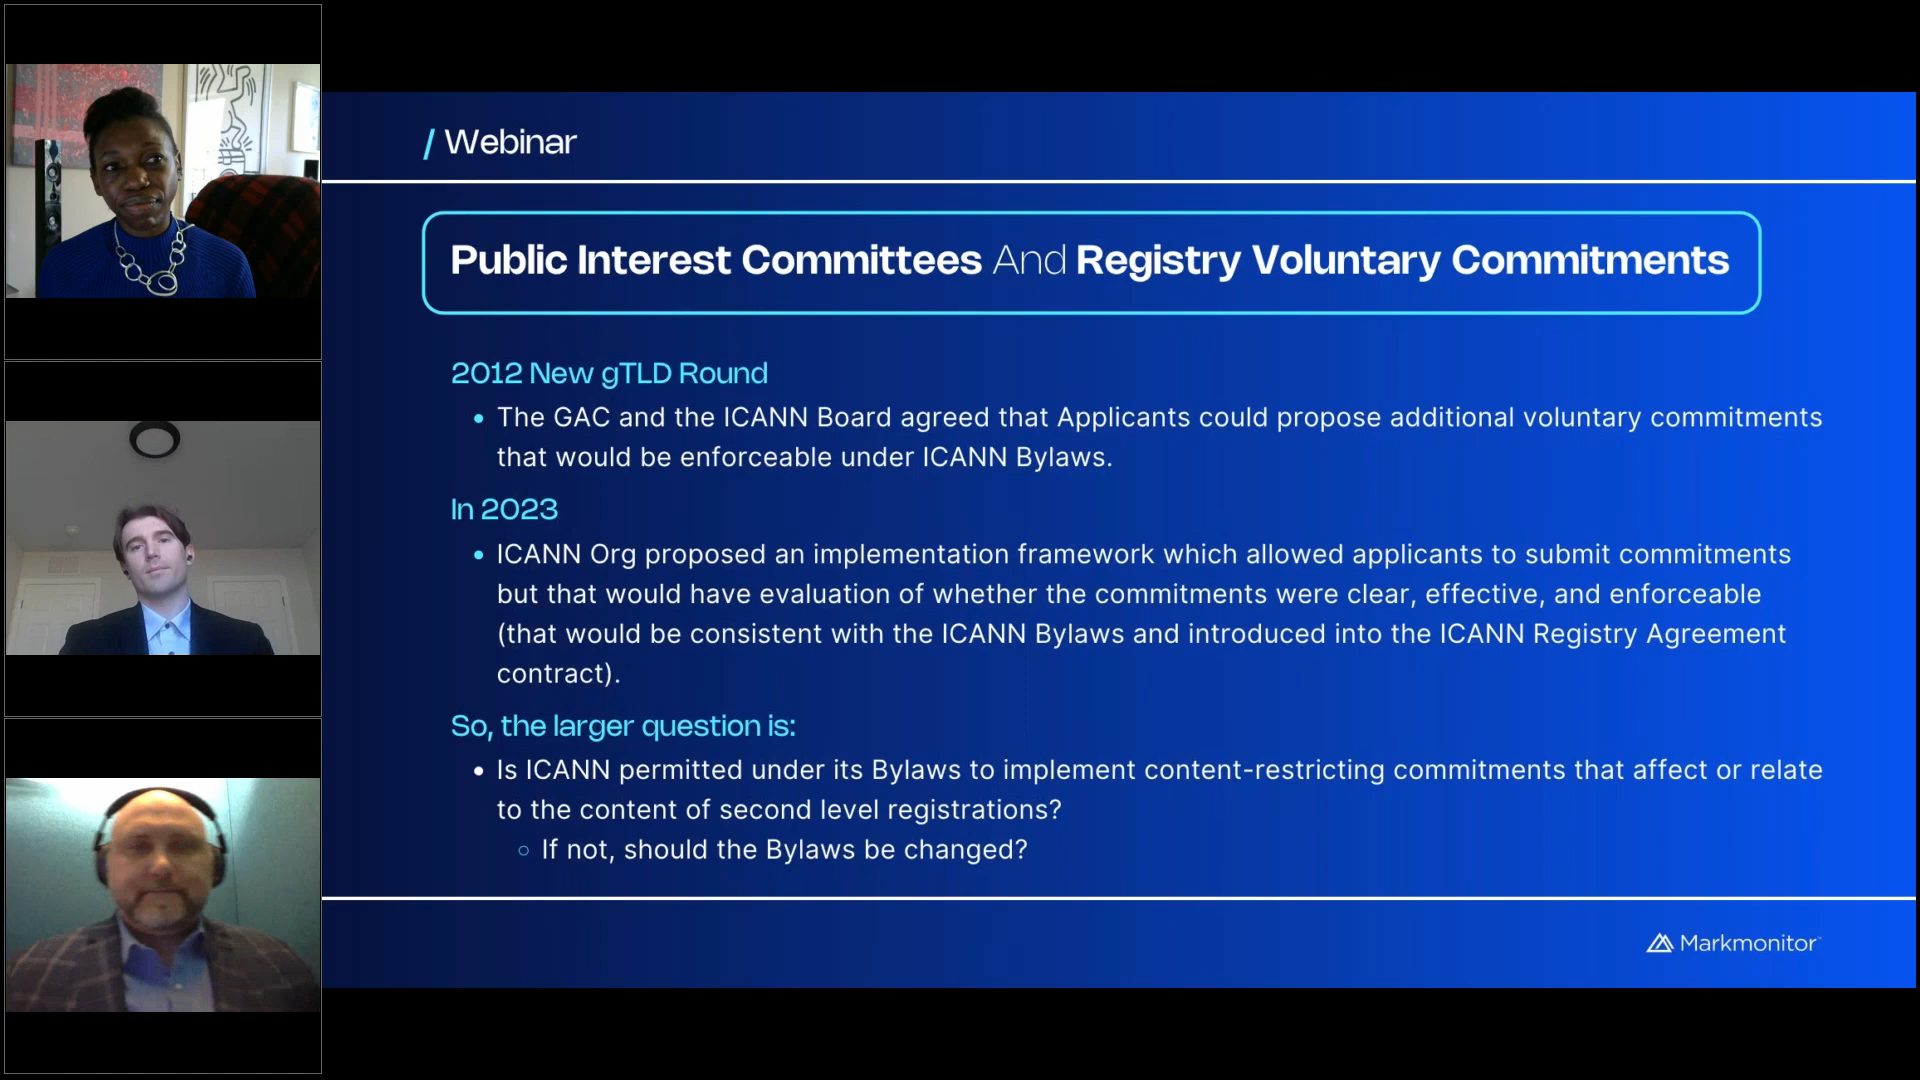 / Webinar
Public Interest Committees And Registry Voluntary Commitments
2012 New gTLD Round
• The GAC and the ICANN Board agreed that Applicants could propose additional voluntary commitments
that would be enforceable under ICANN Bylaws.
In 2023
• ICANN Org proposed an implementation framework which allowed applicants to submit commitments
but that would have evaluation of whether the commitments were clear, effective, and enforceable
(that would be consistent with the ICANN Bylaws and introduced into the ICANN Registry Agreement
contract).
So, the larger question is:
• Is ICANN permitted under its Bylaws to implement content-restricting commitments that affect or relate
to the content of second level registrations?
○ If not, should the Bylaws be changed?
Markmonitor